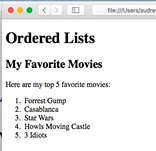 file:///Users/audrey
Ordered Lists
My Favorite Movies
Here are my top 5 favorite movies:
1. Forrest Gump
2. Casablanca
3. Star Wars
4. Howls Moving Castle
5. 3 Idiots